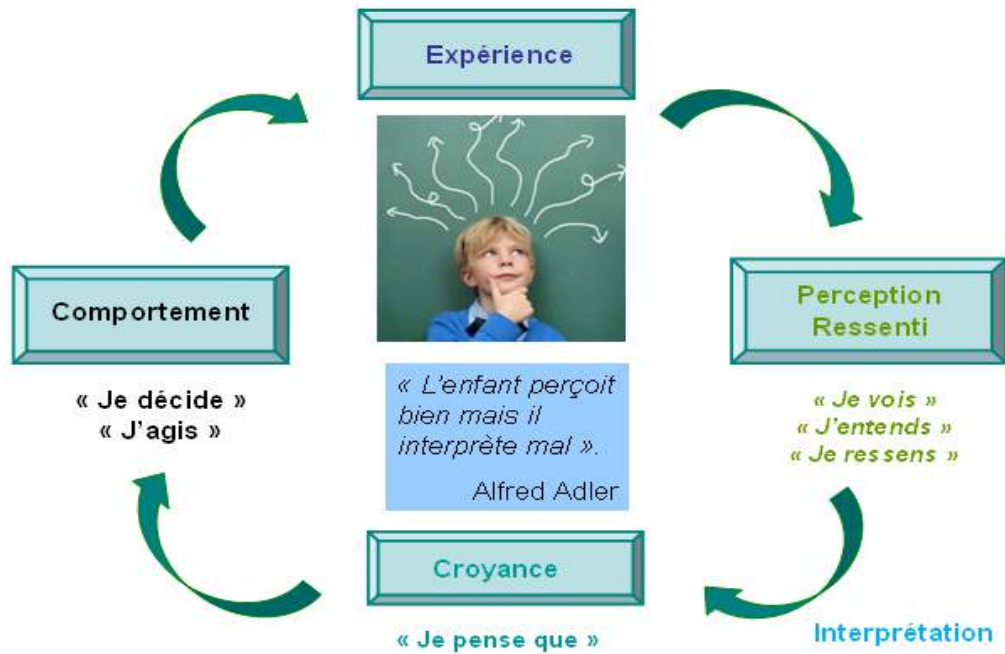 Expérience
Perception
Ressenti
« Je vois »
« J'entends »
« Je ressens »
Interprétation
Croyance
« Je pense que »
Comportement
« Je décide »
« J'agis »
« L'enfant perçoit
bien mais il
interprète mal ».
Alfred Adler